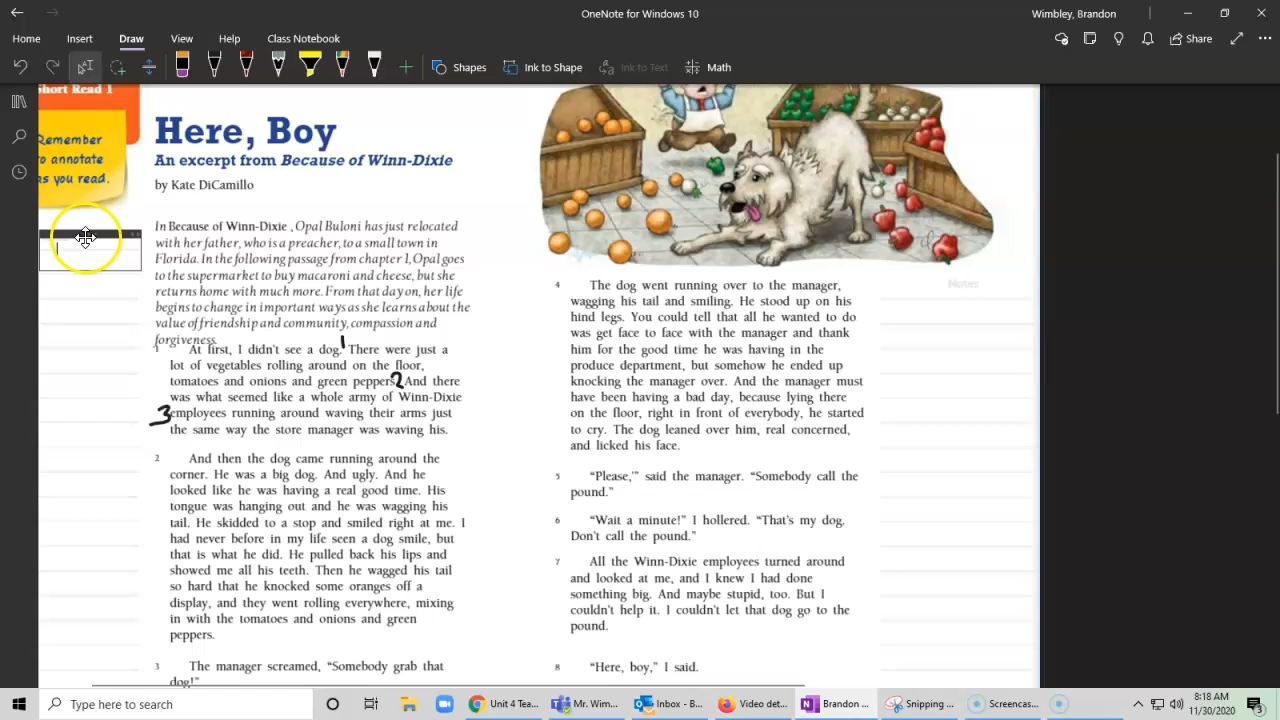 OneNote for Windows 10
Wimbley, Brandon
Home Insert Draw View Help Class Notebook
Share
Shapes Ink to Shape Ink to Text Math
Short Read 1
Remember
to annotate
as you read.
Here, Boy
An excerpt from Because of Winn-Dixie
by Kate DiCamillo
In Because of Winn-Dixie , Opal Buloni has just relocated
with her father, who is a preacher, to a small town in
Florida. In the following passage from chapter 1, Opal goes
to the supermarket to buy macaroni and cheese, but she
returns home with much more. From that day on, her life
begins to change in important ways as she learns about the
value of friendship and community, compassion and
forgiveness.
1 At first, I didn't see a dog. 1 There were just a
lot of vegetables rolling around on the floor,
tomatoes and onions and green peppers. 2 And there
was what seemed like a whole army of Winn-Dixie
3 employees running around waving their arms just
the same way the store manager was waving his.
2 And then the dog came running around the
corner. He was a big dog. And ugly. And he
looked like he was having a real good time. His
tongue was hanging out and he was wagging his
tail. He skidded to a stop and smiled right at me. I
had never before in my life seen a dog smile, but
that is what he did. He pulled back his lips and
showed me all his teeth. Then he wagged his tail
so hard that he knocked some oranges off a
display, and they went rolling everywhere, mixing
in with the tomatoes and onions and green
peppers.
3 The manager screamed, “Somebody grab that
dog!”
Notes
4 The dog went running over to the manager,
wagging his tail and smiling. He stood up on his
hind legs. You could tell that all he wanted to do
was get face to face with the manager and thank
him for the good time he was having in the
produce department, but somehow he ended up
knocking the manager over. And the manager must
have been having a bad day, because lying there
on the floor, right in front of everybody, he started
to cry. The dog leaned over him, real concerned,
and licked his face.
5 “Please,’” said the manager. “Somebody call the
pound.”
6 “Wait a minute!” I hollered. “That's my dog.
Don't call the pound.”
7 All the Winn-Dixie employees turned around
and looked at me, and I knew I had done
something big. And maybe stupid, too. But I
couldn't help it. I couldn't let that dog go to the
pound.
8 “Here, boy,” I said.
Type here to search
Unit 4 Tea...
Mr. Wim...
Inbox - B...
Video det...
Brandon ...
Snipping ...
Screencas...
8:18 AM
11/30/2020
3